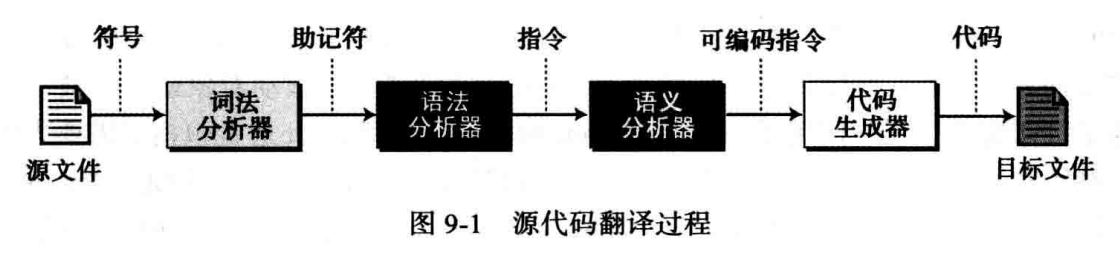 符号 助记符 指令 可编码指令 代码
词法 语法 语义 代码
分析器 分析器 分析器 生成器
源文件 目标文件
图 9-1 源代码翻译过程